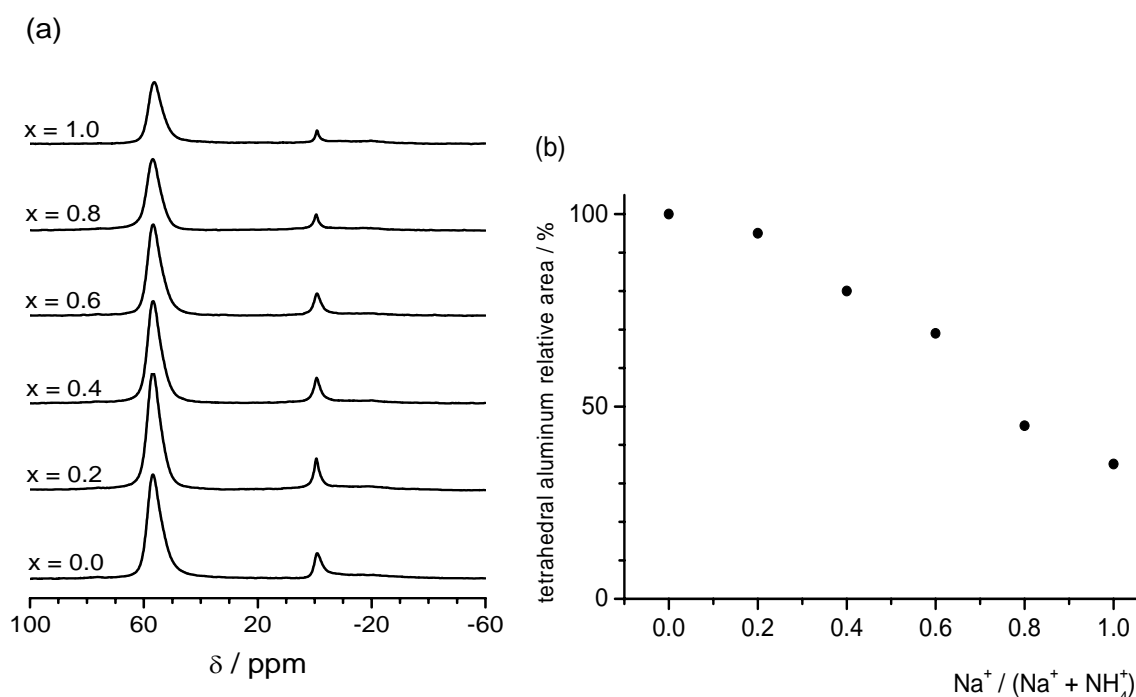 (a)
x = 1.0
x = 0.8
x = 0.6
x = 0.4
x = 0.2
x = 0.0
100 60 20 -20 -60
δ / ppm
(b)
tetrahedral aluminum relative area / %
100
50
0
0.0 0.2 0.4 0.6 0.8 1.0
Na⁺ / (Na⁺ + NH₄⁺)